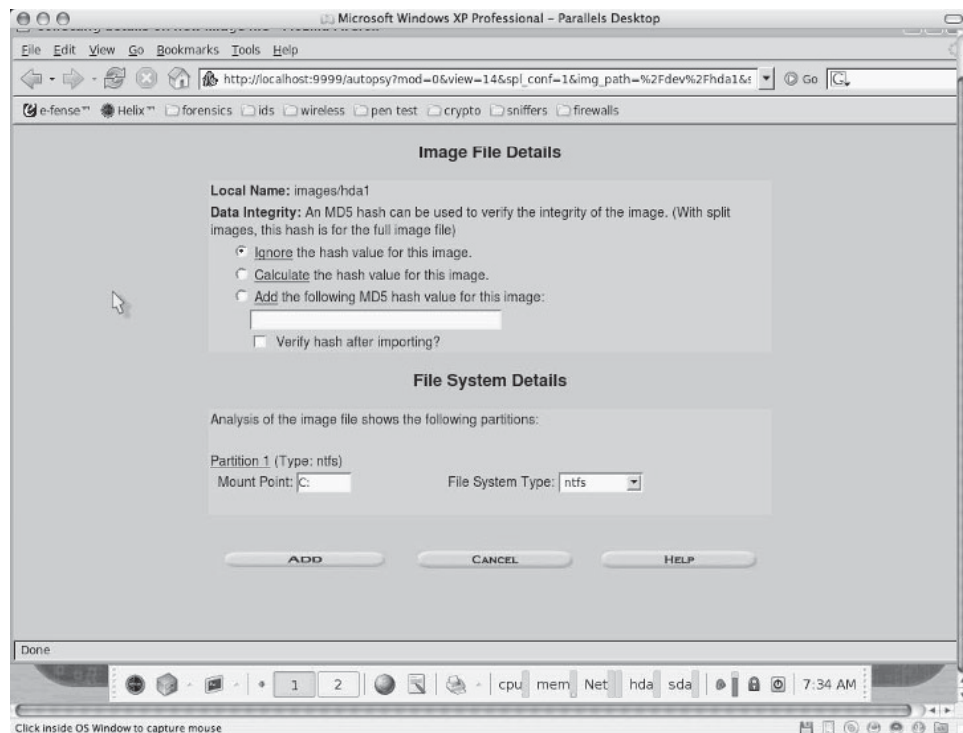 Microsoft Windows XP Professional – Parallels Desktop
File Edit View Go Bookmarks Tools Help
http://localhost:9999/autopsy?mod=0&view=14&spl_conf=1&img_path=%2Fdev%2Fhda1&s
Go
e-fense™ Helix™ forensics ids wireless pen test crypto sniffers firewalls
Image File Details
Local Name: images/hda1
Data Integrity: An MD5 hash can be used to verify the integrity of the image. (With split
images, this hash is for the full image file)
Ignore the hash value for this image.
Calculate the hash value for this image.
Add the following MD5 hash value for this image:
Verify hash after importing?
File System Details
Analysis of the image file shows the following partitions:
Partition 1 (Type: ntfs)
Mount Point: C: File System Type: ntfs
ADD CANCEL HELP
Done
1 2 cpu mem Net hda sda 7:34 AM
Click inside OS Window to capture mouse